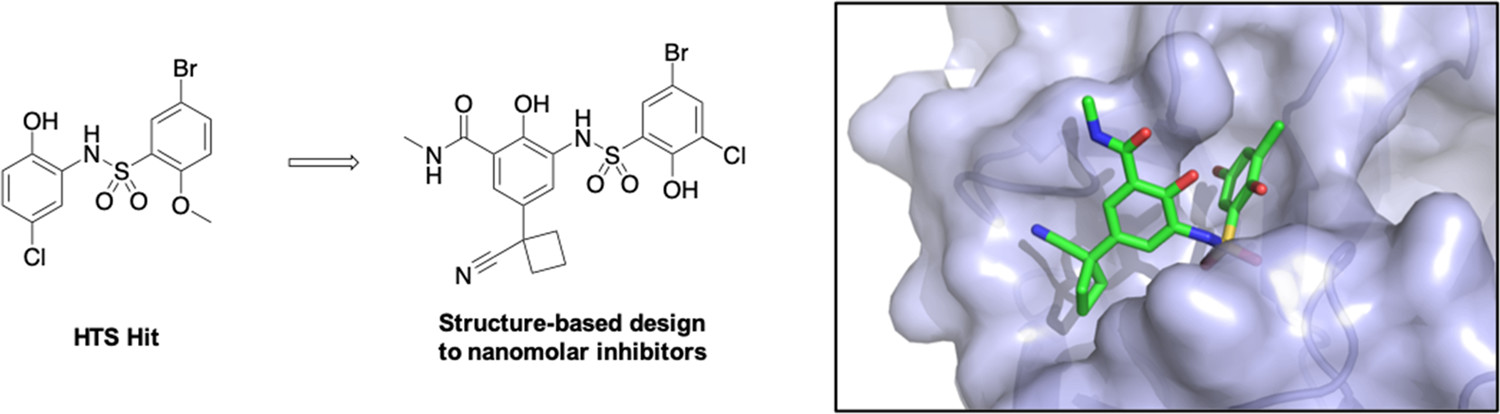 Br
OH
H
N
S
O O
O
Cl
HTS Hit
Br
O
OH
H
N
N
H
S
O O
Cl
OH
N
Structure-based design
to nanomolar inhibitors